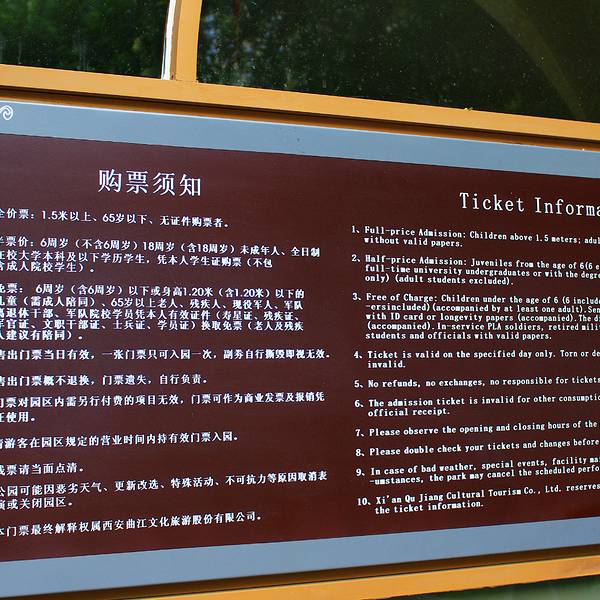 购票须知
全价票：1.5米以上、65岁以下、无证件购票者。
半票价：6周岁（不含6周岁）18周岁（含18周岁）未成年人、全日制
在校大学本科及以下学历学生，凭本人学生证购票（不包
含成人院校学生）。
免票： 6周岁（含6周岁）以下或身高1.20米（含1.20米）以下的
儿童（需成人陪同）、65岁以上老人、残疾人、现役军人、军队
离退休干部、军队院校学员凭本人有效证件（寿星证、残疾证、
军官证、文职干部证、士兵证、学员证）换取免票（老人及残疾
人建议有陪同）。
售出门票当日有效，一张门票只可入园一次，副券自行撕毁即视无效。
售出门票概不退换，门票遗失，自行负责。
门票对园区内需另行付费的项目无效，门票可作为商业发票及报销凭
证使用。
请游客在园区规定的营业时间内持有效门票入园。
钱票请当面点清。
公园可能因恶劣天气、更新改选、特殊活动、不可抗力等原因取消表
演或关闭园区。
本门票最终解释权属西安曲江文化旅游股份有限公司。
Ticket Informa
1、Full-price Admission: Children above 1.5 meters; adul
without valid papers.
2、Half-price Admission: Juveniles from the age of 6(6 e
full-time university undergraduates or with the degre
only) (adult students excluded).
3、Free of Charge: Children under the age of 6 (6 include
-ersincluded)(accompanied by at least one adult). Sen
with ID card or longevity papers (accompanied). The di
(accompanied). In-service PLA soldiers, retired milit
students and officials with valid papers.
4、Ticket is valid on the specified day only. Torn or de
invalid.
5、No refunds, no exchanges, no responsible for tickets
6、The admission ticket is invalid for other consumptio
official receipt.
7、Please observe the opening and closing hours of the
8、Please double check your tickets and changes before
9、In case of bad weather, special events, facility mai
-umstances, the park may cancel the scheduled perfo
10、Xi'an Qu Jiang Cultural Tourism Co., Ltd. reserves
the ticket information.